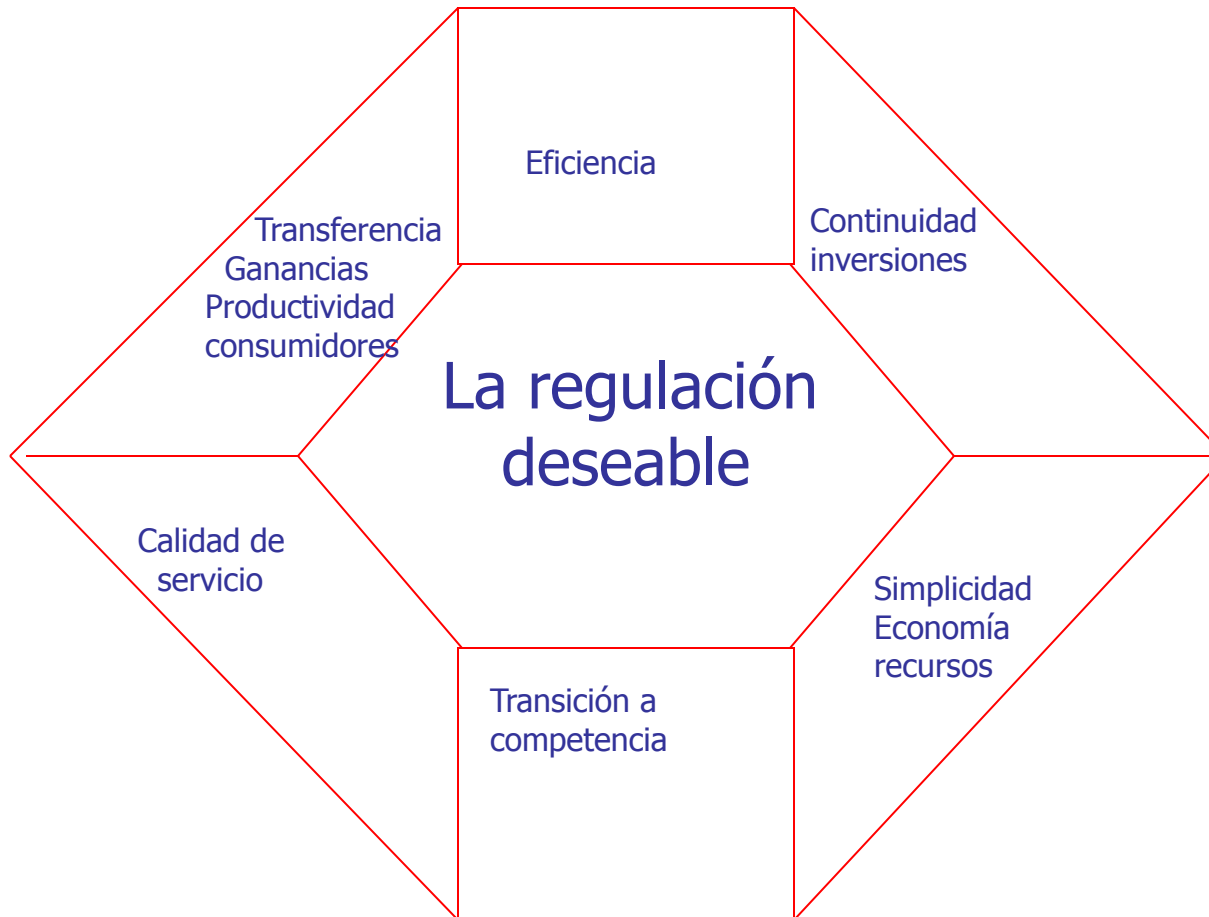 Eficiencia
Transferencia
Ganancias
Productividad
consumidores
Continuidad
inversiones
La regulación
deseable
Calidad de
servicio
Simplicidad
Economía
recursos
Transición a
competencia